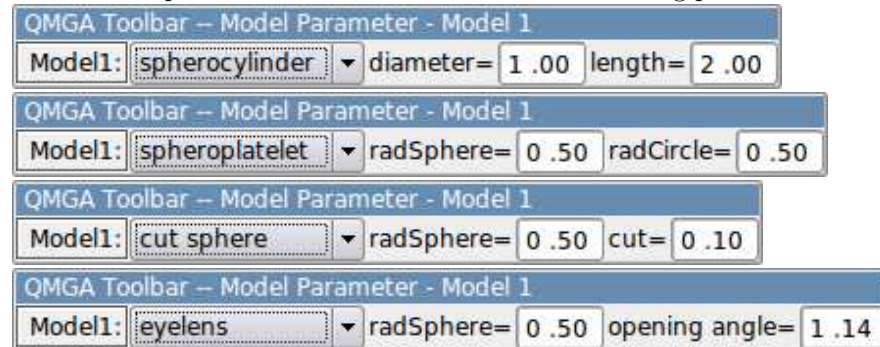 QMGA Toolbar -- Model Parameter - Model 1
Model1: spherocylinder diameter= 1 .00 length= 2 .00
QMGA Toolbar -- Model Parameter - Model 1
Model1: spheroplatelet radSphere= 0 .50 radCircle= 0 .50
QMGA Toolbar -- Model Parameter - Model 1
Model1: cut sphere radSphere= 0 .50 cut= 0 .10
QMGA Toolbar -- Model Parameter - Model 1
Model1: eyelens radSphere= 0 .50 opening angle= 1 .14